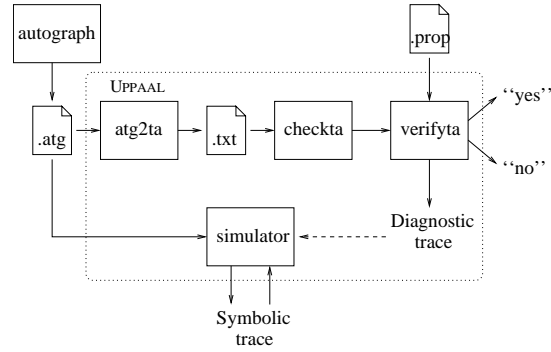 autograph
.prop
UPPAAL
‘‘yes’’
.atg
atg2ta
.txt
checkta
verifyta
‘‘no’’
simulator
Diagnostic
trace
Symbolic
trace